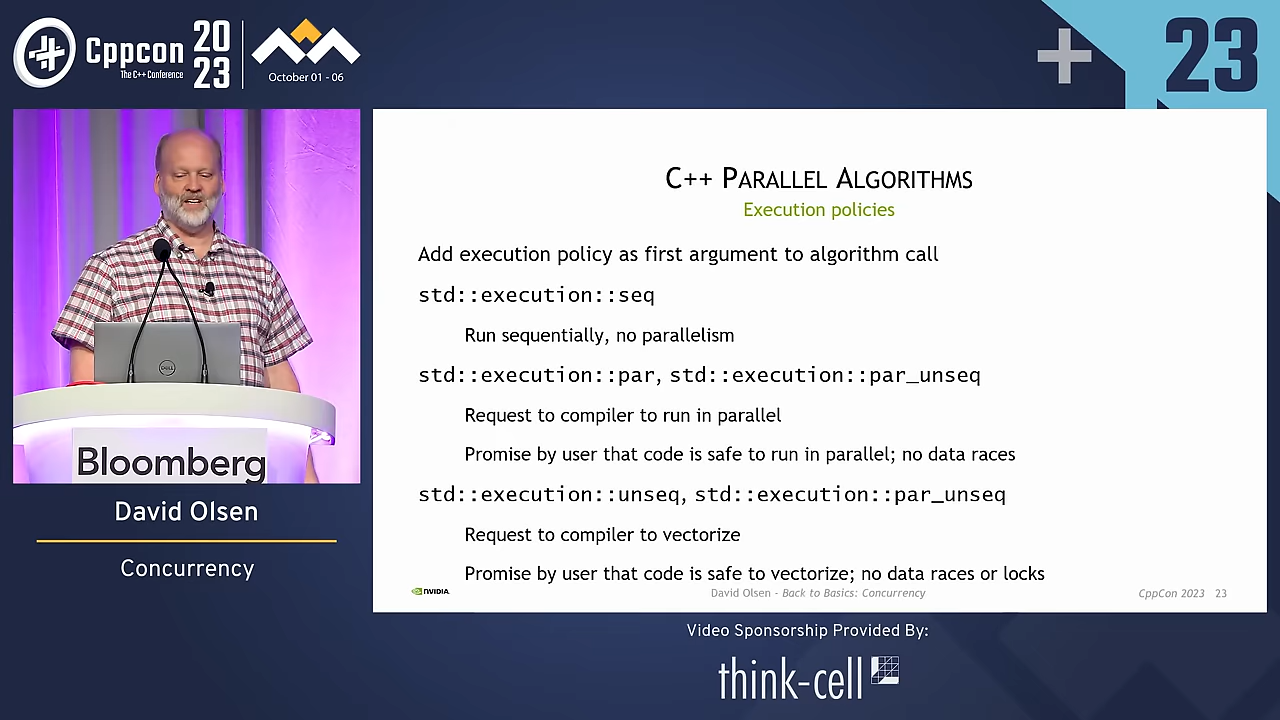 Cppcon
The C++ Conference
20
23
October 01 - 06
23
C++ PARALLEL ALGORITHMS
Execution policies
Add execution policy as first argument to algorithm call
std::execution::seq
Run sequentially, no parallelism
std::execution::par, std::execution::par_unseq
Request to compiler to run in parallel
Promise by user that code is safe to run in parallel; no data races
std::execution::unseq, std::execution::par_unseq
Request to compiler to vectorize
Promise by user that code is safe to vectorize; no data races or locks
NVIDIA.
David Olsen - Back to Basics: Concurrency
CppCon 2023 23
DELL
Bloomberg
David Olsen
Concurrency
Video Sponsorship Provided By:
think-cell